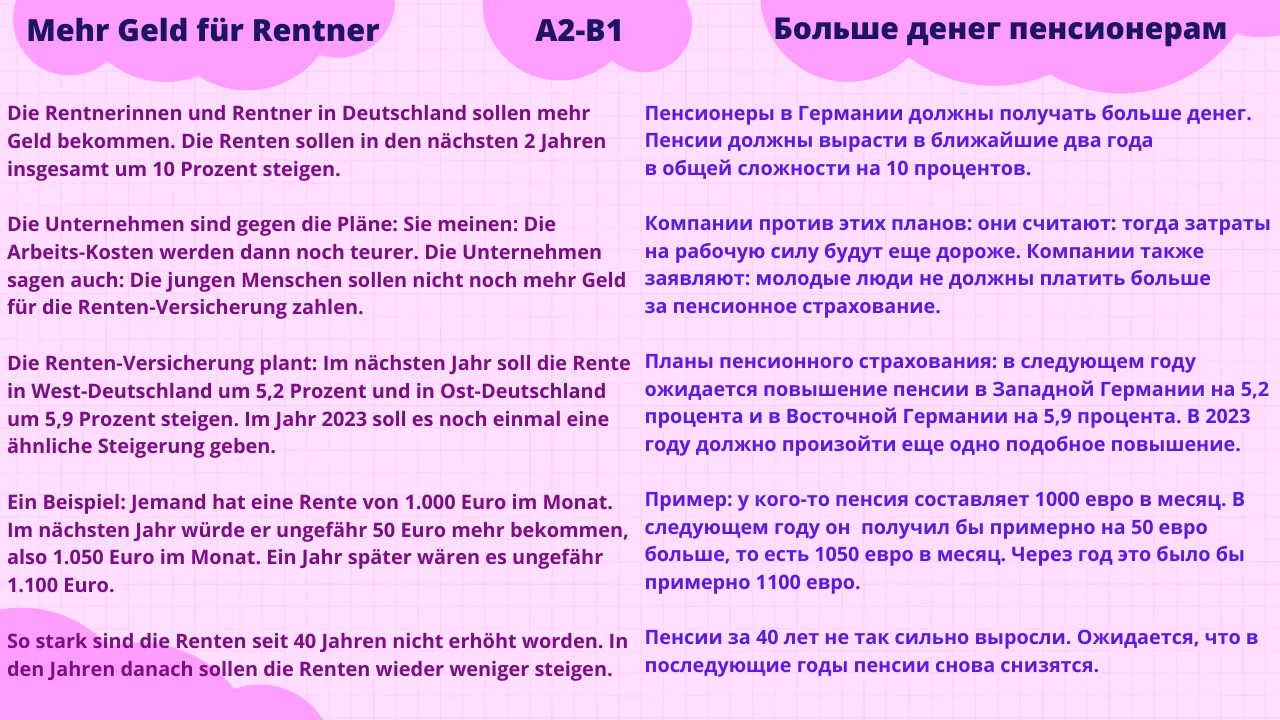 Mehr Geld für Rentner
A2-B1
Больше денег пенсионерам
Die Rentnerinnen und Rentner in Deutschland sollen mehr
Geld bekommen. Die Renten sollen in den nächsten 2 Jahren
insgesamt um 10 Prozent steigen.
Die Unternehmen sind gegen die Pläne: Sie meinen: Die
Arbeits-Kosten werden dann noch teurer. Die Unternehmen
sagen auch: Die jungen Menschen sollen nicht noch mehr Geld
für die Renten-Versicherung zahlen.
Die Renten-Versicherung plant: Im nächsten Jahr soll die Rente
in West-Deutschland um 5,2 Prozent und in Ost-Deutschland
um 5,9 Prozent steigen. Im Jahr 2023 soll es noch einmal eine
ähnliche Steigerung geben.
Ein Beispiel: Jemand hat eine Rente von 1.000 Euro im Monat.
Im nächsten Jahr würde er ungefähr 50 Euro mehr bekommen,
also 1.050 Euro im Monat. Ein Jahr später wären es ungefähr
1.100 Euro.
So stark sind die Renten seit 40 Jahren nicht erhöht worden. In
den Jahren danach sollen die Renten wieder weniger steigen.
Пенсионеры в Германии должны получать больше денег.
Пенсии должны вырасти в ближайшие два года
в общей сложности на 10 процентов.
Компании против этих планов: они считают: тогда затраты
на рабочую силу будут еще дороже. Компании также
заявляют: молодые люди не должны платить больше
за пенсионное страхование.
Планы пенсионного страхования: в следующем году
ожидается повышение пенсии в Западной Германии на 5,2
процента и в Восточной Германии на 5,9 процента. В 2023
году должно произойти еще одно подобное повышение.
Пример: у кого-то пенсия составляет 1000 евро в месяц. В
следующем году он  получил бы примерно на 50 евро
больше, то есть 1050 евро в месяц. Через год это было бы
примерно 1100 евро.
Пенсии за 40 лет не так сильно выросли. Ожидается, что в
последующие годы пенсии снова снизятся.